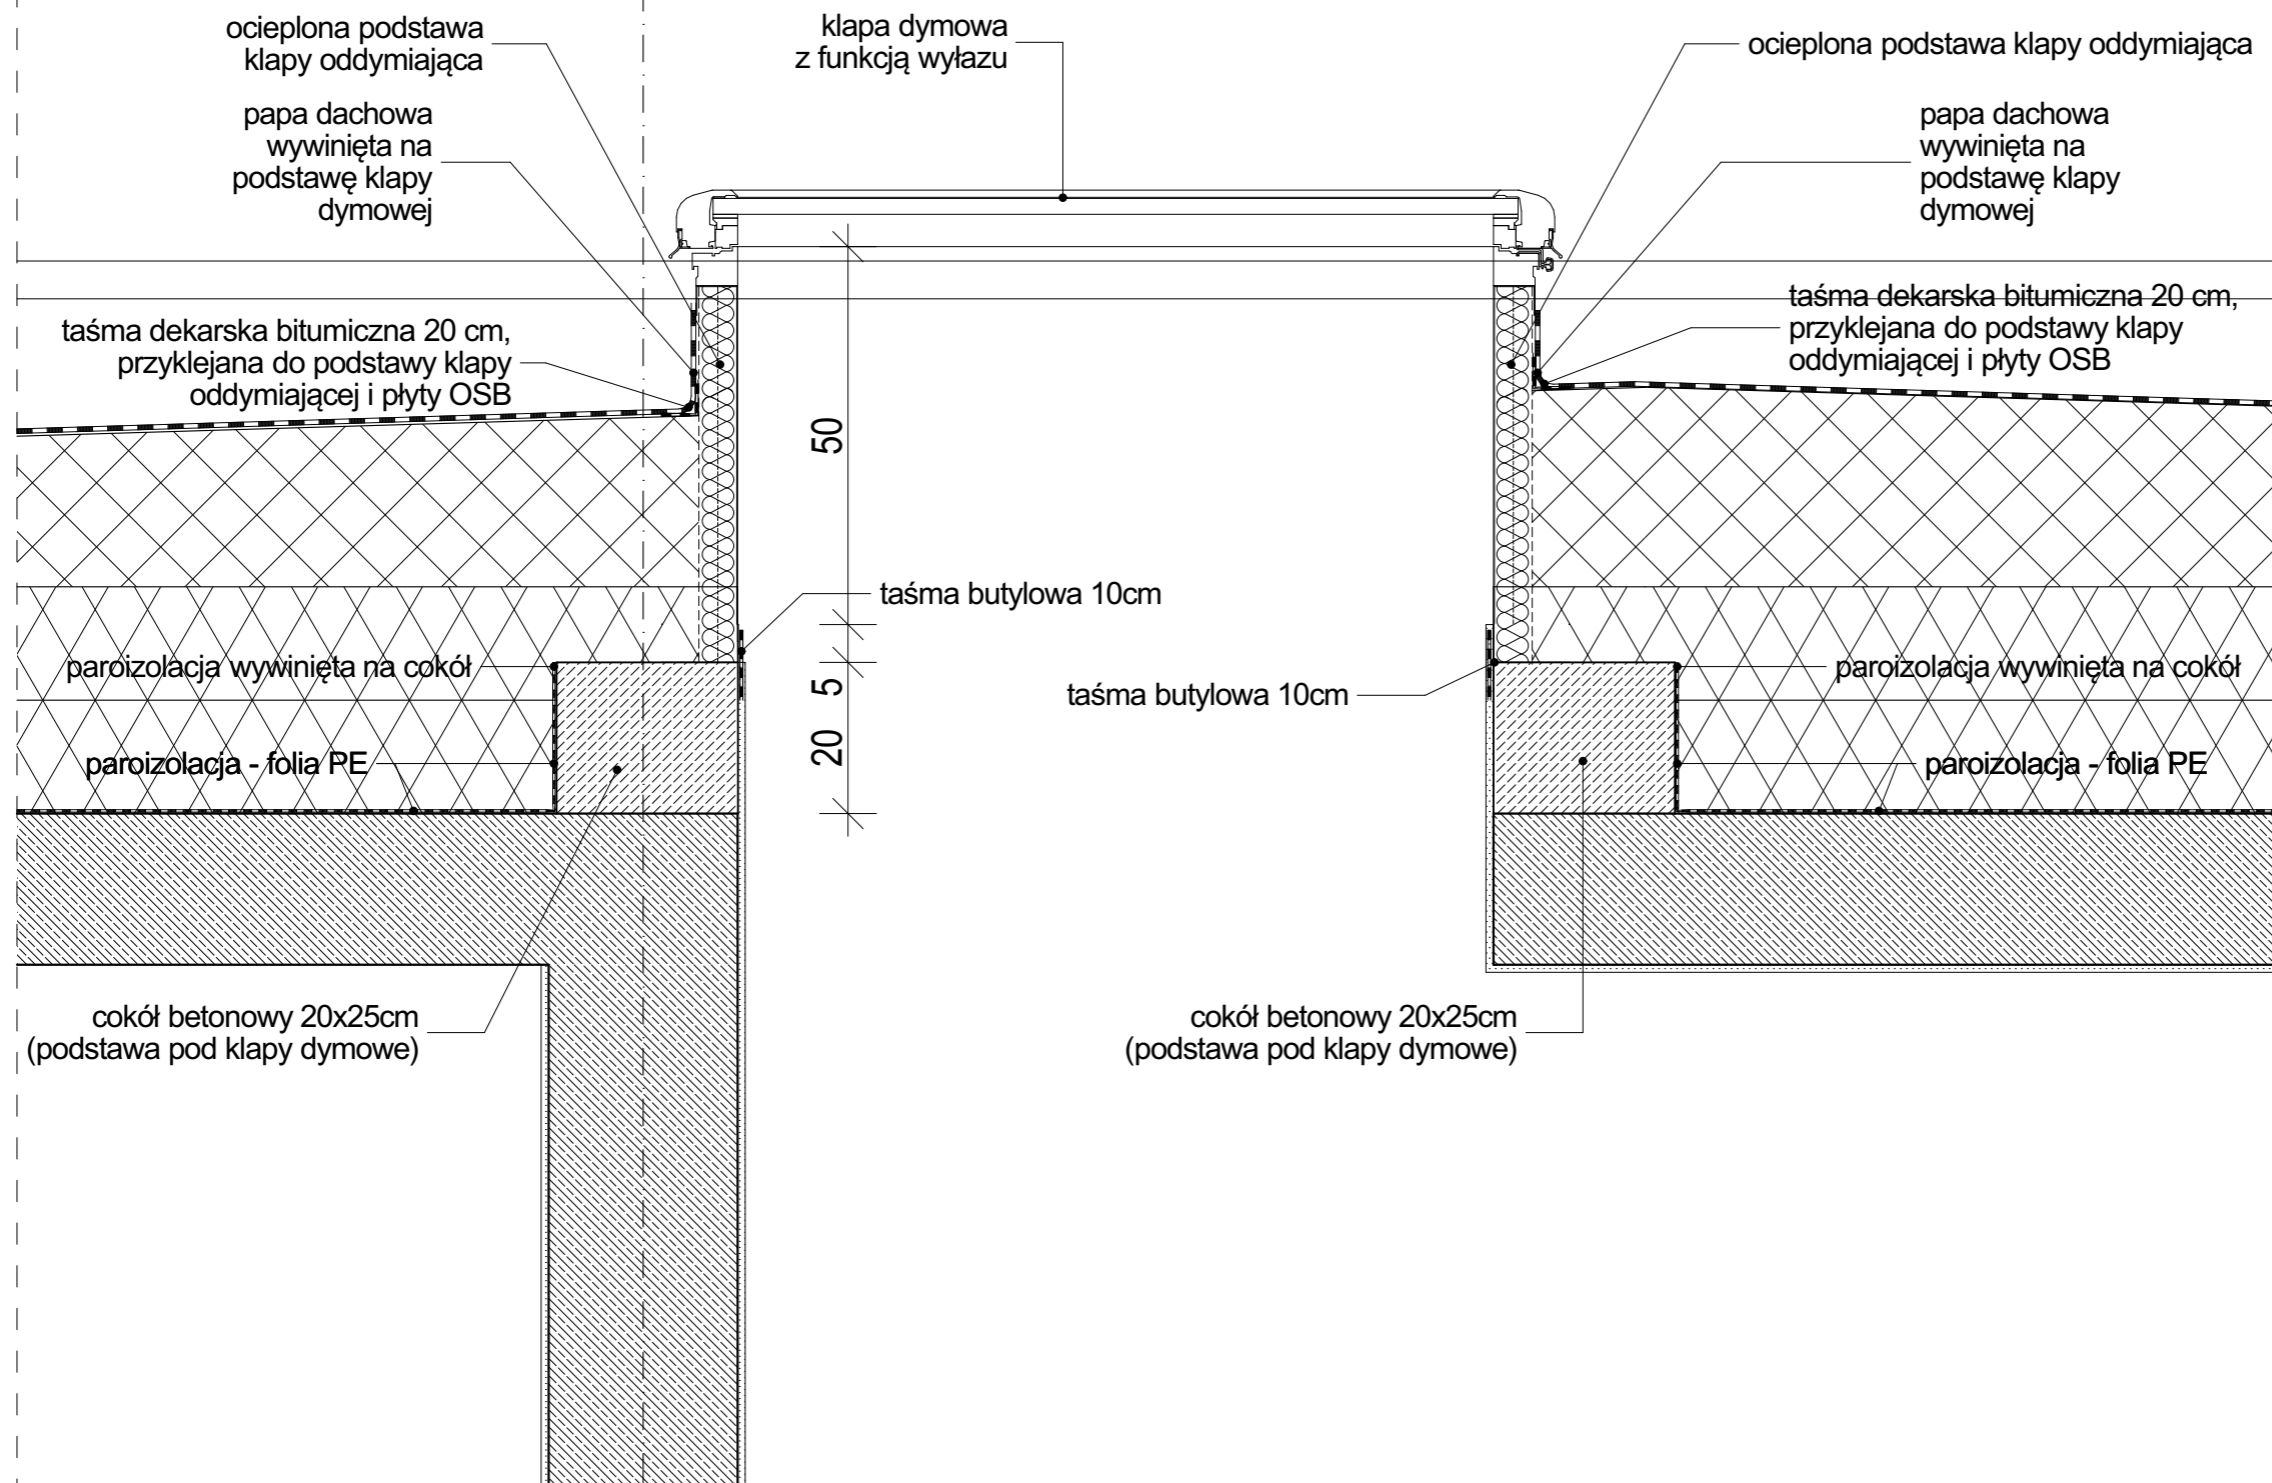 ocieplona podstawa
klapy oddymiająca
klapa dymowa
z funkcją wyłazu
ocieplona podstawa klapy oddymiająca
papa dachowa
wywinięta na
podstawę klapy
dymowej
papa dachowa
wywinięta na
podstawę klapy
dymowej
taśma dekarska bitumiczna 20 cm,
przyklejana do podstawy klapy
oddymiającej i płyty OSB
taśma dekarska bitumiczna 20 cm,
przyklejana do podstawy klapy
oddymiającej i płyty OSB
50
taśma butylowa 10cm
paroizolacja wywinięta na cokół
5
taśma butylowa 10cm
paroizolacja wywinięta na cokół
20
paroizolacja - folia PE
paroizolacja - folia PE
cokół betonowy 20x25cm
(podstawa pod klapy dymowe)
cokół betonowy 20x25cm
(podstawa pod klapy dymowe)